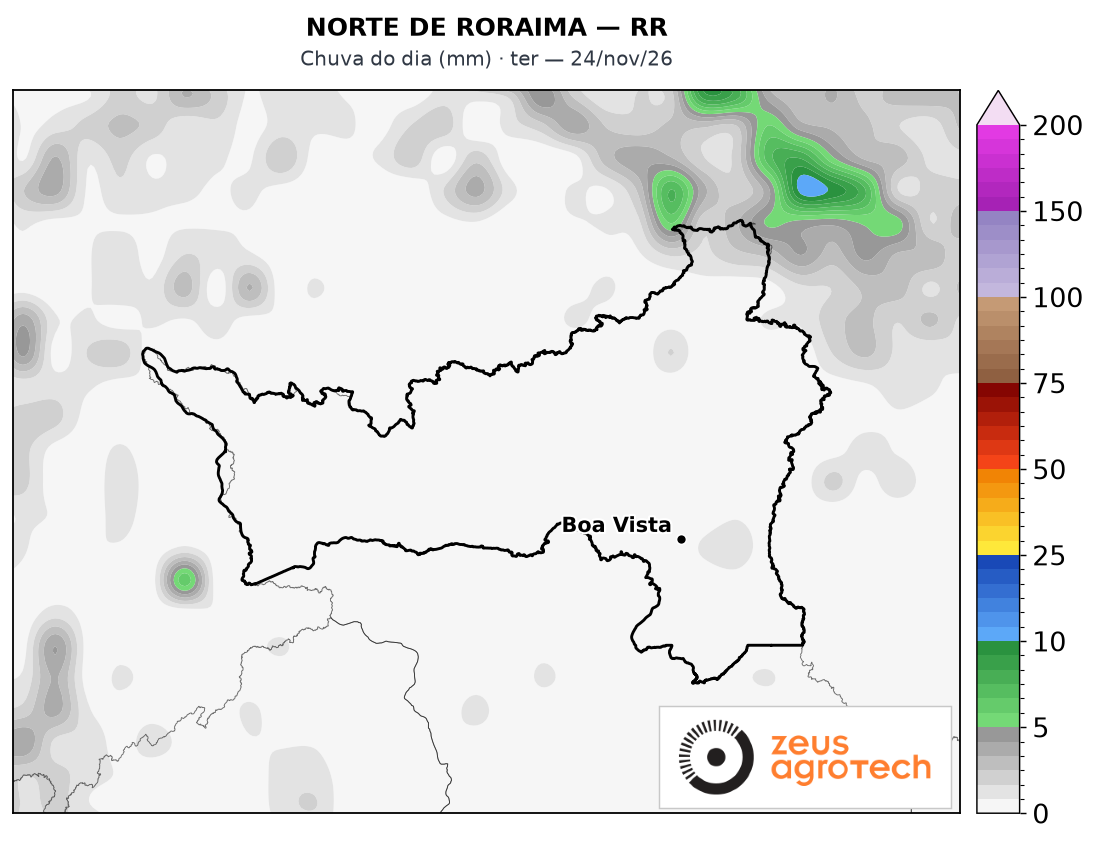 NORTE DE RORAIMA — RR
Chuva do dia (mm) · ter — 24/nov/26
200
150
100
75
50
25
10
5
0
Boa Vista
zeus
agrotech